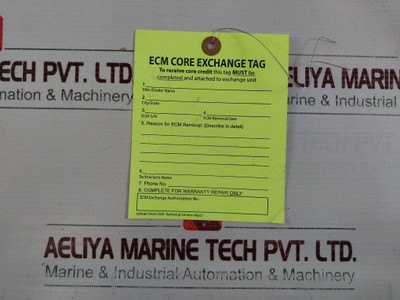 ECM CORE EXCHANGE TAG
To receive core credit this tag MUST be
completed and attached to exchange unit
1.
Dist/Dealer Name
2.
City/State
3.
4.
ECM S/N
ECM Removal Date
5. Reason for ECM Removal: (Describe in detail)
6.
Technicians Name
7. Phone No.
8. COMPLETE FOR WARRANTY REPAIR ONLY
ECM Exchange Authorization No.
TECH PVT. LTD.
AELIYA MARINE
mation & Machinery
Marine & Industrial
AELIYA MARINE TECH PVT. LTD.
Marine & Industrial Automation & Machinery